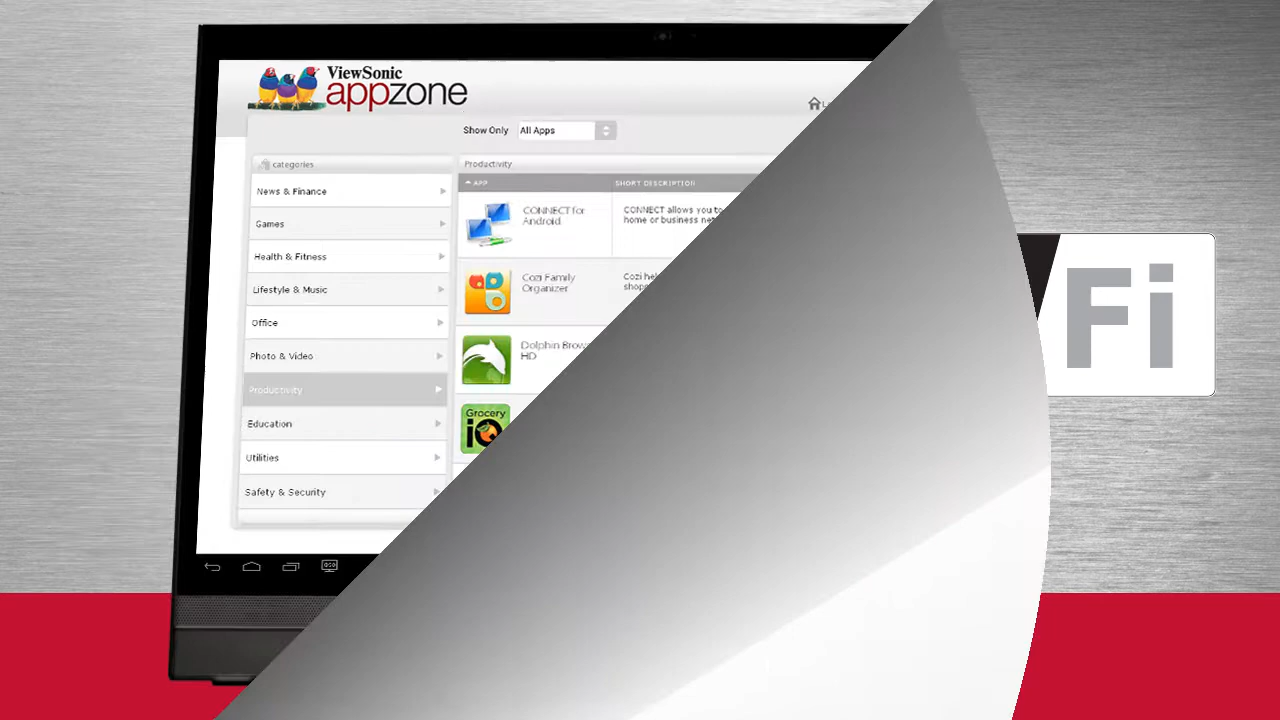 ViewSonic
appzone
Show Only All Apps
categories
News & Finance
Games
Health & Fitness
Lifestyle & Music
Office
Photo & Video
Productivity
Education
Utilities
Safety & Security
Productivity
APP SHORT DESCRIPTION
CONNECT for
Android
CONNECT allows you to
home or business
Cozi Family
Organizer
Cozi
Dolphin
HD
Grocery
iQ
Fi